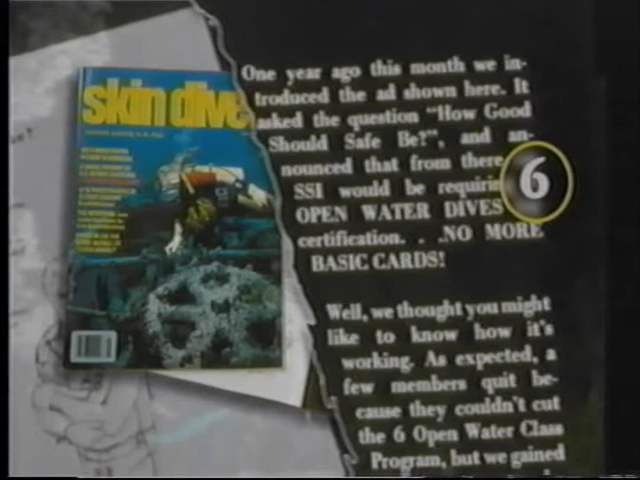 skin dive
One year ago this month we in-
troduced the ad shown here. It
asked the question "How Good
Should Safe Be?", and an-
nounced that from there
SSI would be requirin
6
OPEN WATER DIVES
certification. . .NO MORE
BASIC CARDS!
Well, we thought you might
like to know how it's
working. As expected, a
few members quit be-
cause they couldn't cut
the 6 Open Water Class
Program, but we gained